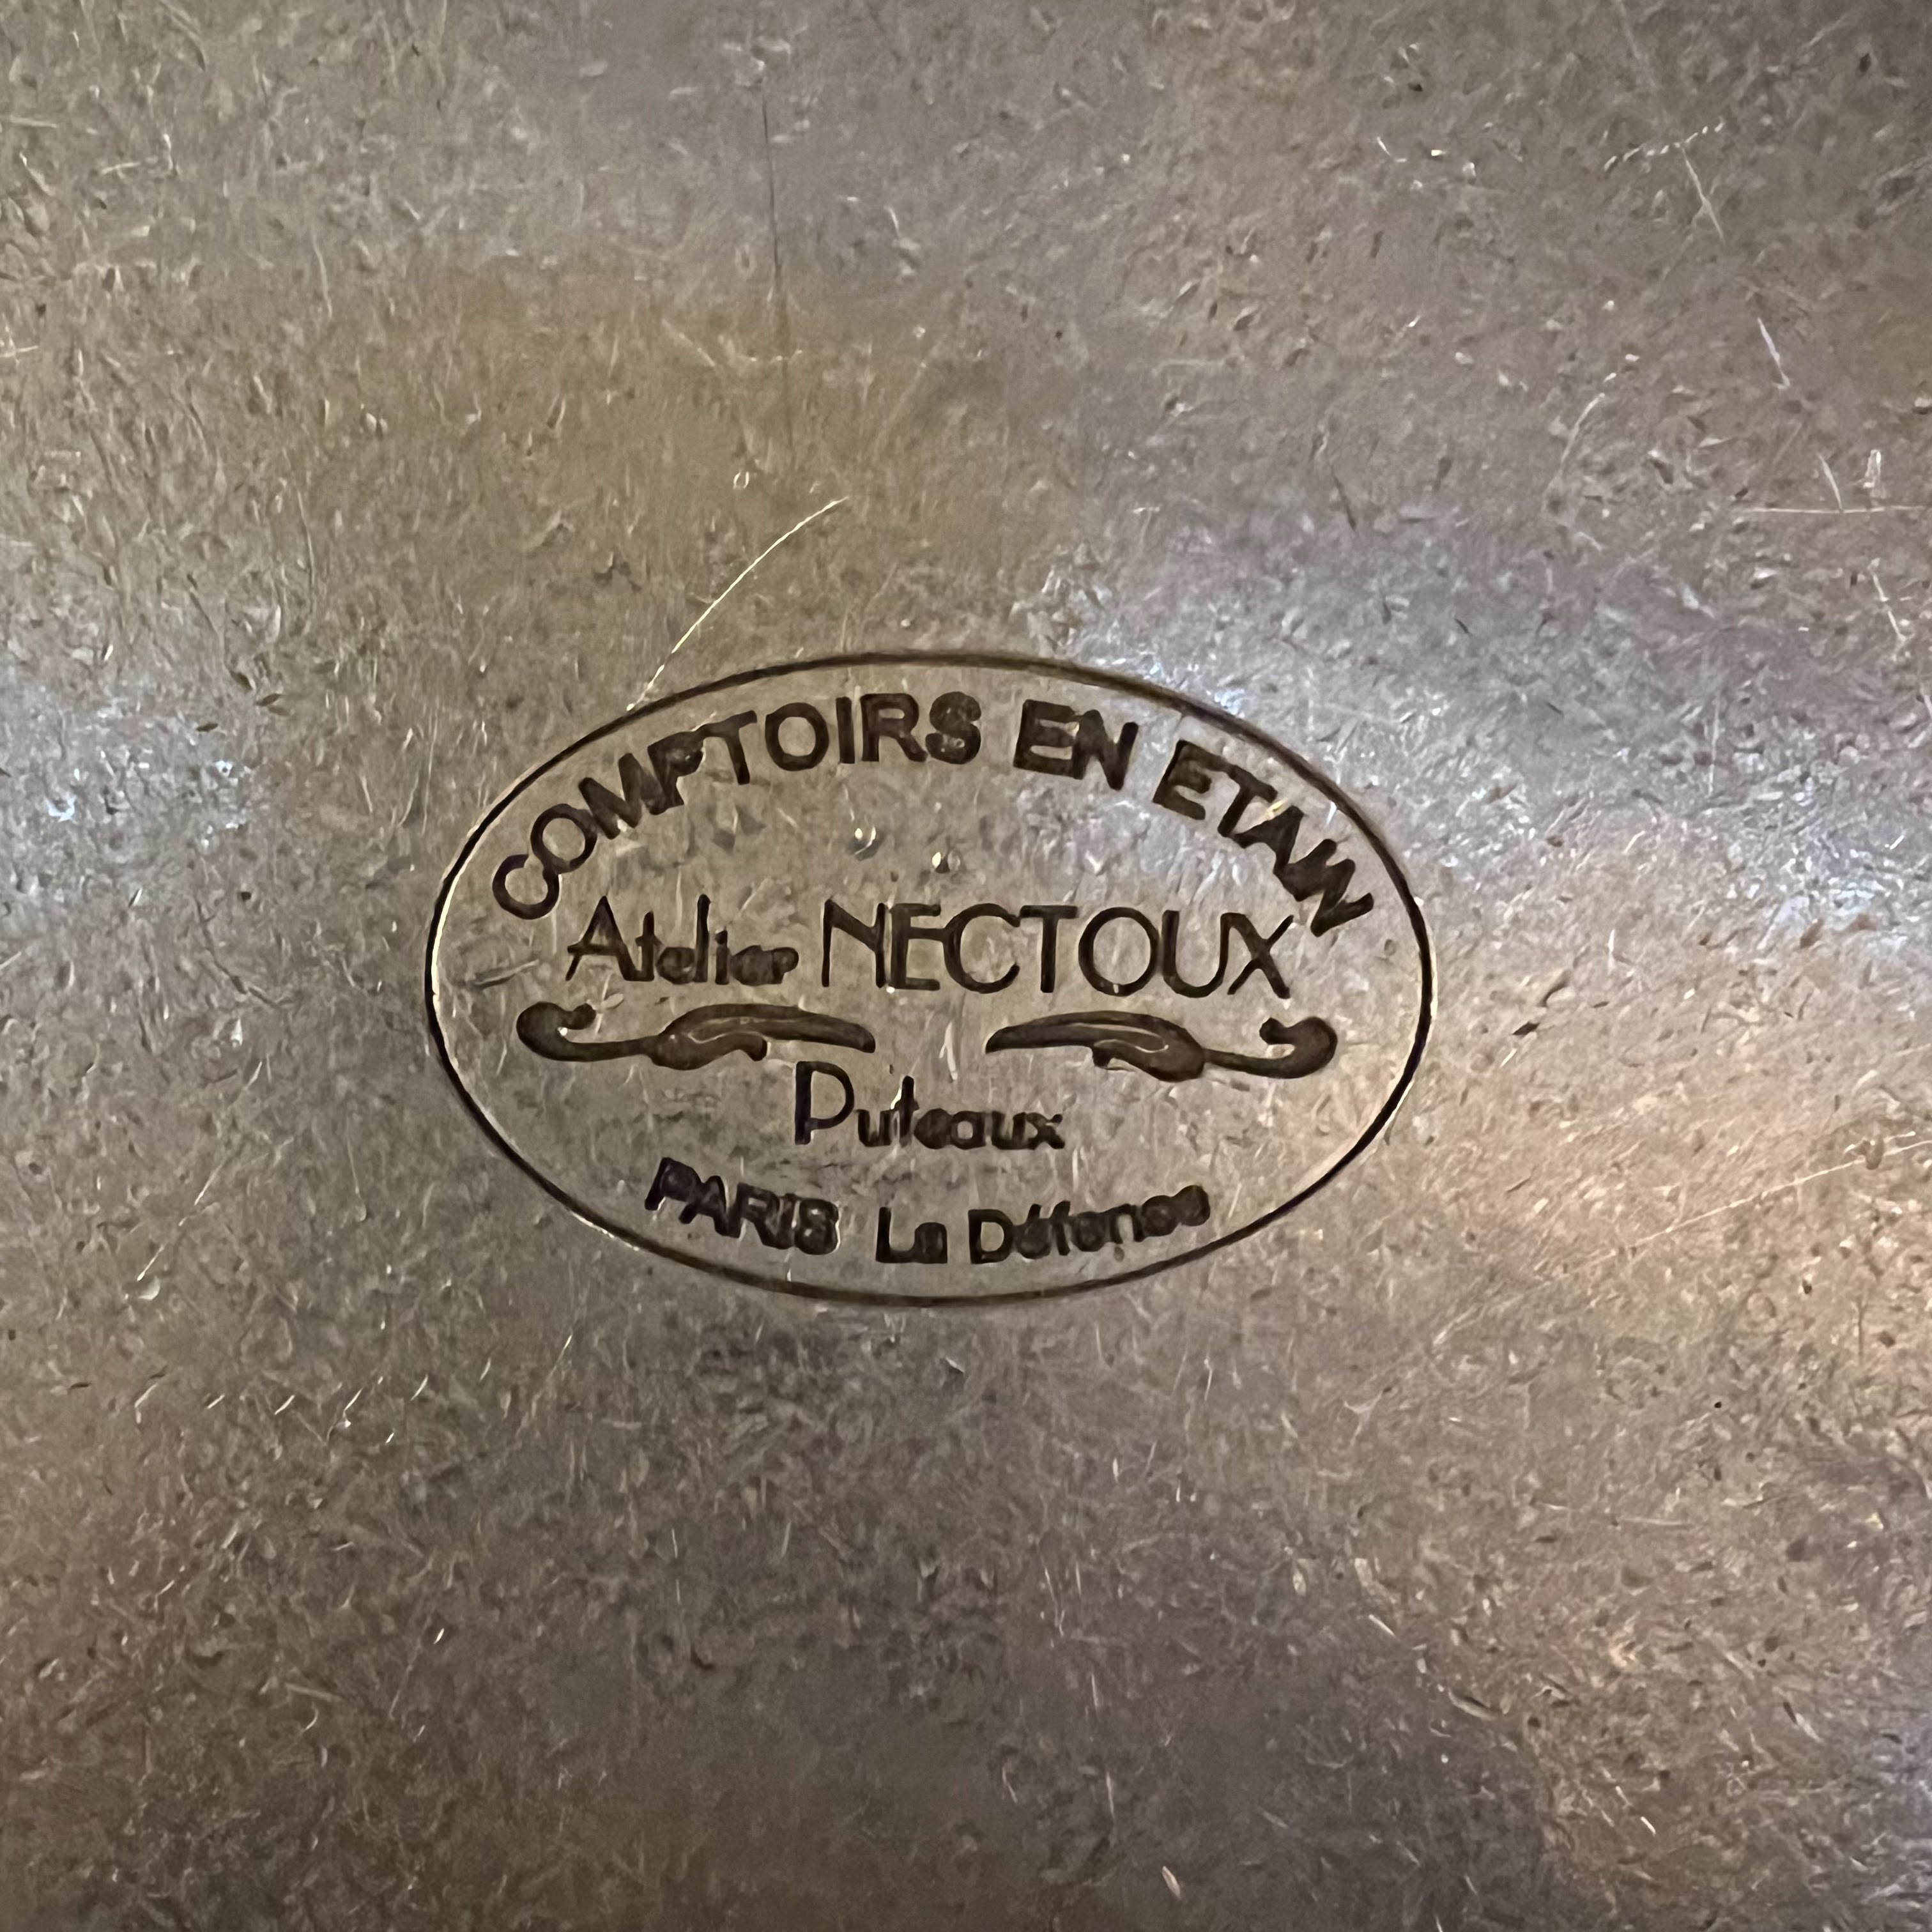 COMPTOIRS EN ETAIN
Atelier NECTOUX
Puteaux
PARIS La Défense